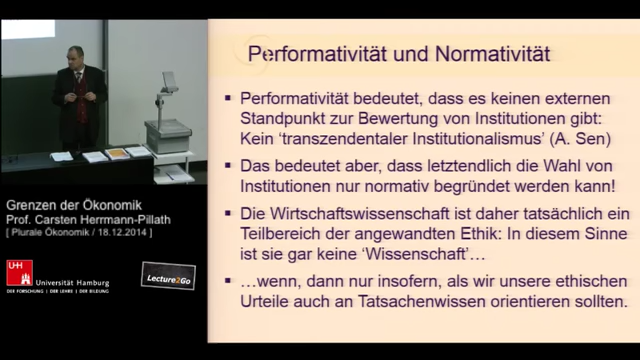 Performativität und Normativität
▪ Performativität bedeutet, dass es keinen externen
Standpunkt zur Bewertung von Institutionen gibt:
Kein 'transzendentaler Institutionalismus' (A. Sen)
▪ Das bedeutet aber, dass letztendlich die Wahl von
Institutionen nur normativ begründet werden kann!
▪ Die Wirtschaftswissenschaft ist daher tatsächlich ein
Teilbereich der angewandten Ethik: In diesem Sinne
ist sie gar keine 'Wissenschaft'…
▪ …wenn, dann nur insofern, als wir unsere ethischen
Urteile auch an Tatsachenwissen orientieren sollten.
Grenzen der Ökonomik
Prof. Carsten Herrmann-Pillath
[ Plurale Ökonomik / 18.12.2014 ]
UH
Universität Hamburg
DER FORSCHUNG | DER LEHRE | DER BILDUNG
Lecture2Go